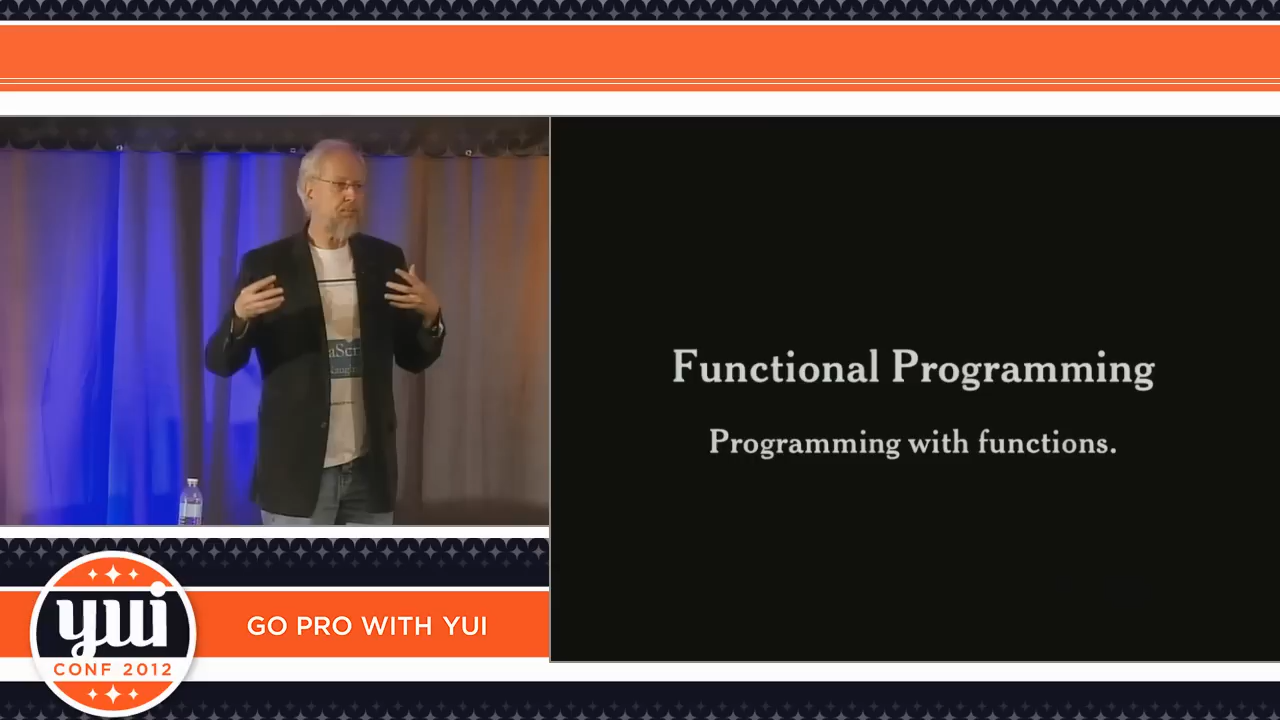 Functional Programming
Programming with functions.
yui
CONF 2012
GO PRO WITH YUI